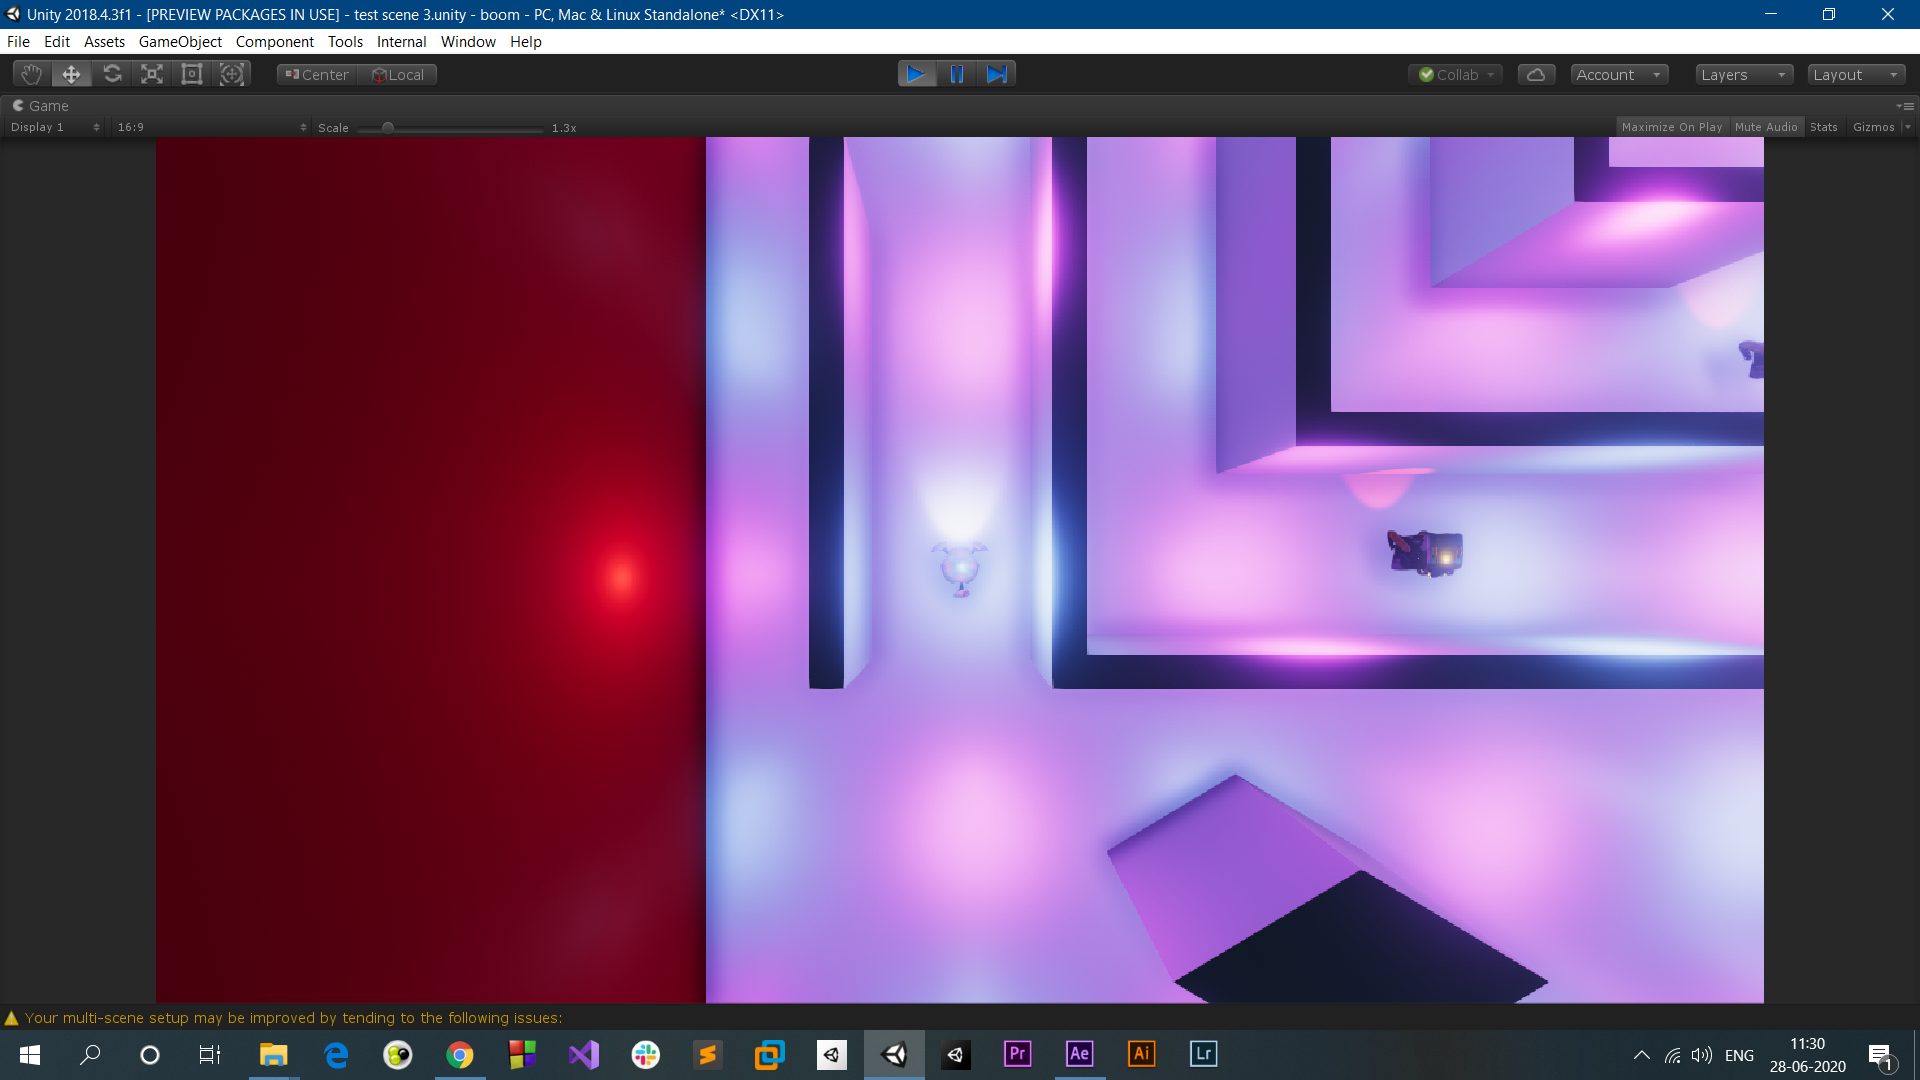 Unity 2018.4.3f1 - [PREVIEW PACKAGES IN USE] - test scene 3.unity - boom - PC, Mac & Linux Standalone* <DX11>
File Edit Assets GameObject Component Tools Internal Window Help
Center Local Collab Account Layers Layout
Game
Display 1 16:9 Scale 1.3x Maximize On Play Mute Audio Stats Gizmos
Your multi-scene setup may be improved by tending to the following issues:
Pr Ae Ai Lr ENG
11:30
28-06-2020
1